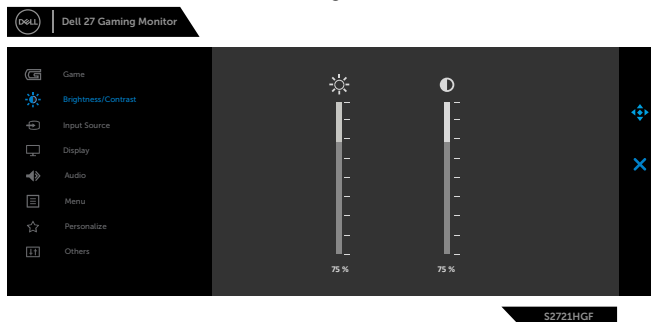 DELL
Dell 27 Gaming Monitor
Game
Brightness/Contrast
Input Source
Display
Audio
Menu
Personalize
Others
75 % 75 %
S2721HGF